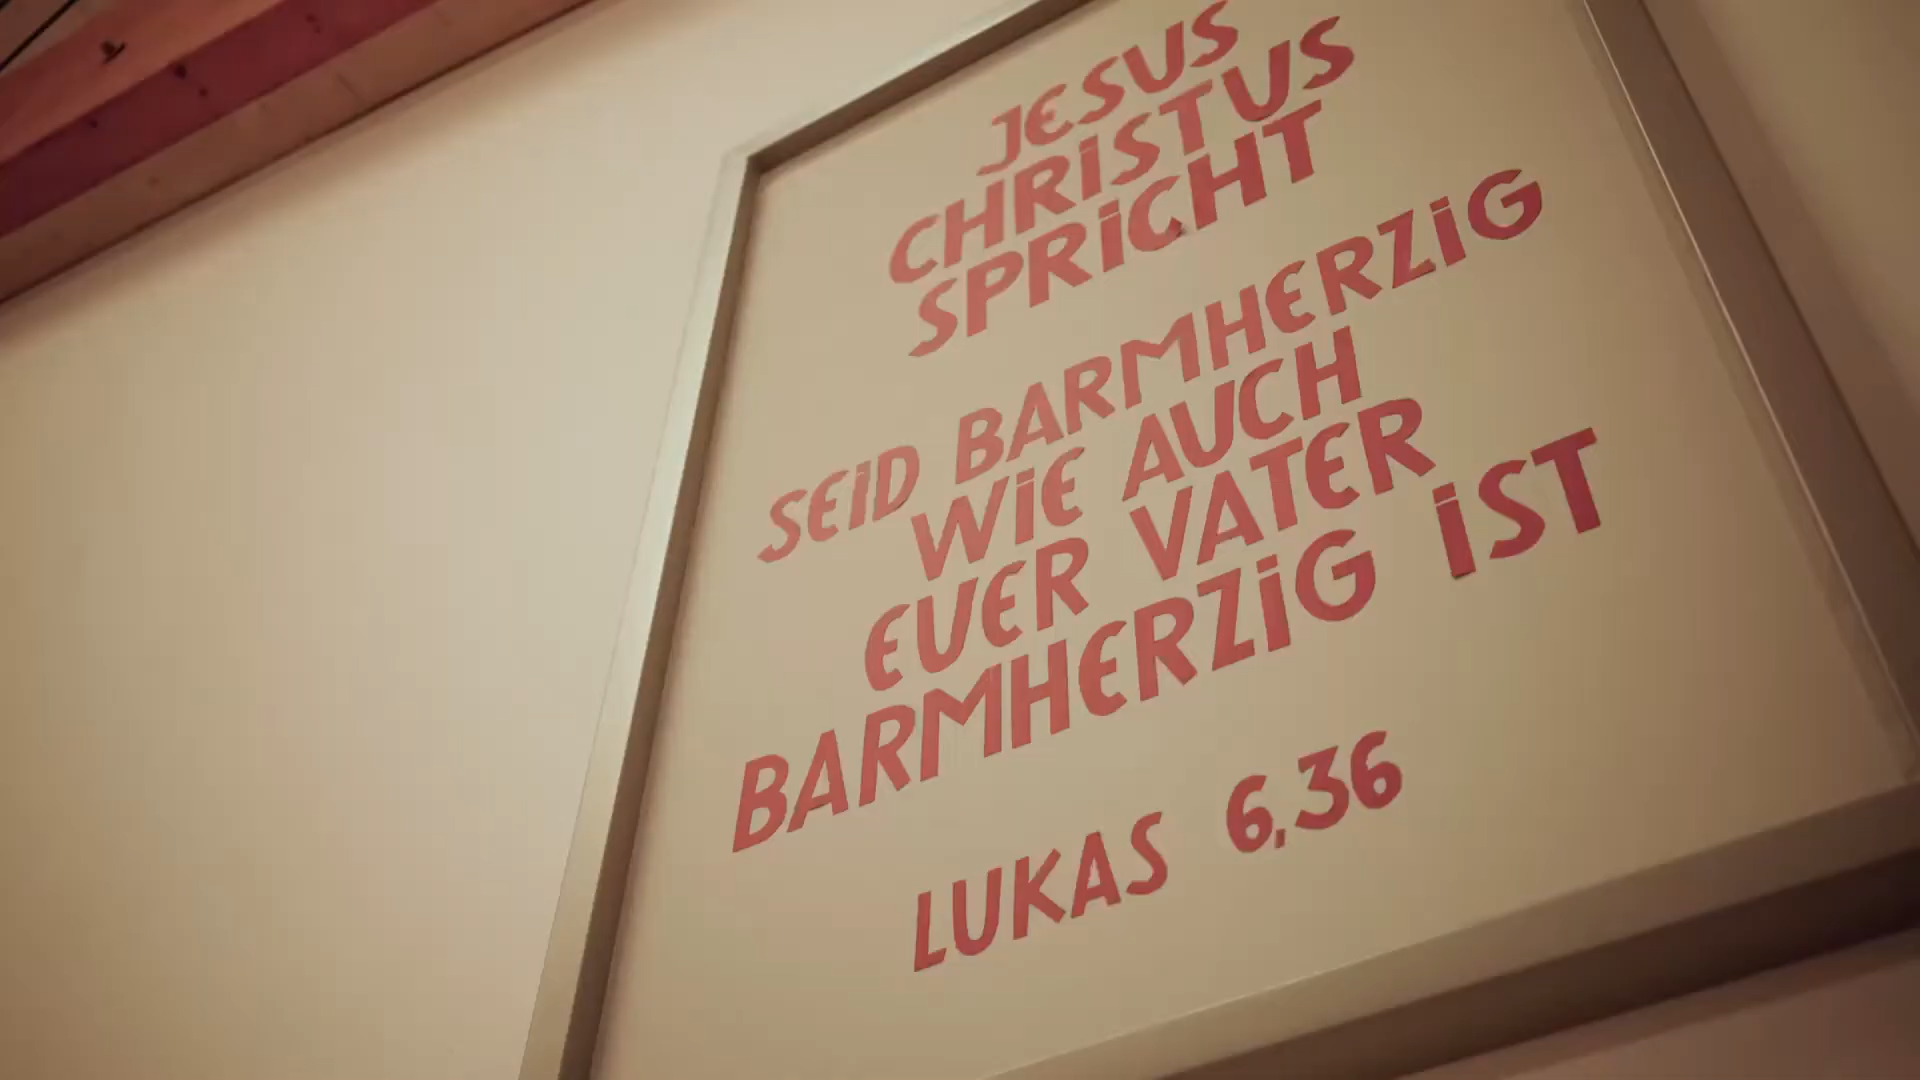 JESUS
CHRISTUS
SPRICHT
SEID BARMHERZIG
WIE AUCH
EUER VATER
BARMHERZIG IST
LUKAS 6,36